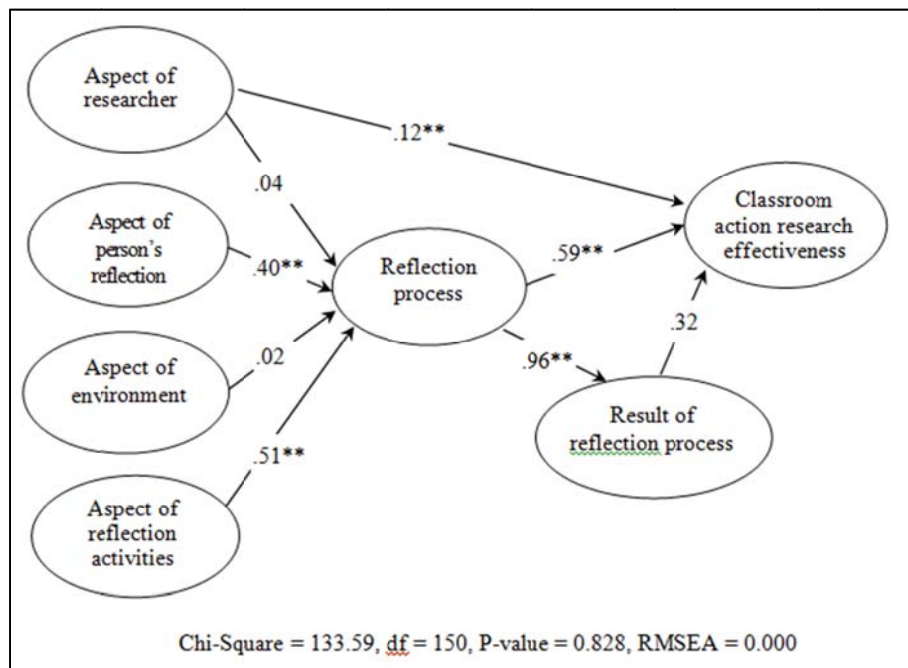 Aspect of
researcher
.12**
.04
Classroom
action research
effectiveness
Aspect of
person's
reflection
.40**
Reflection
process
.59**
.02
.32
Aspect of
environment
.96**
Result of
reflection process
.51**
Aspect of
reflection
activities
Chi-Square = 133.59, df = 150, P-value = 0.828, RMSEA = 0.000